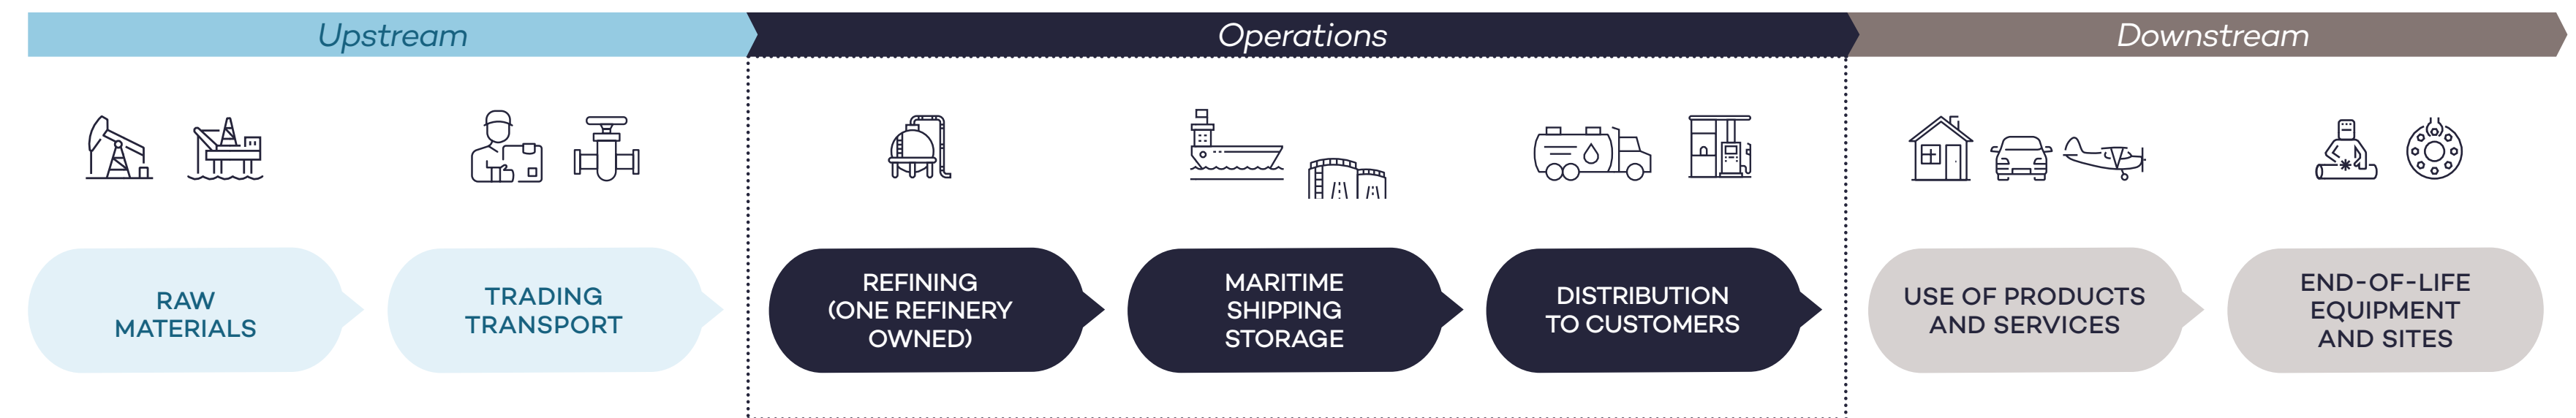 Upstream
Operations
Downstream
RAW
MATERIALS
TRADING
TRANSPORT
REFINING
(ONE REFINERY
OWNED)
MARITIME
SHIPPING
STORAGE
DISTRIBUTION
TO CUSTOMERS
USE OF PRODUCTS
AND SERVICES
END-OF-LIFE
EQUIPMENT
AND SITES